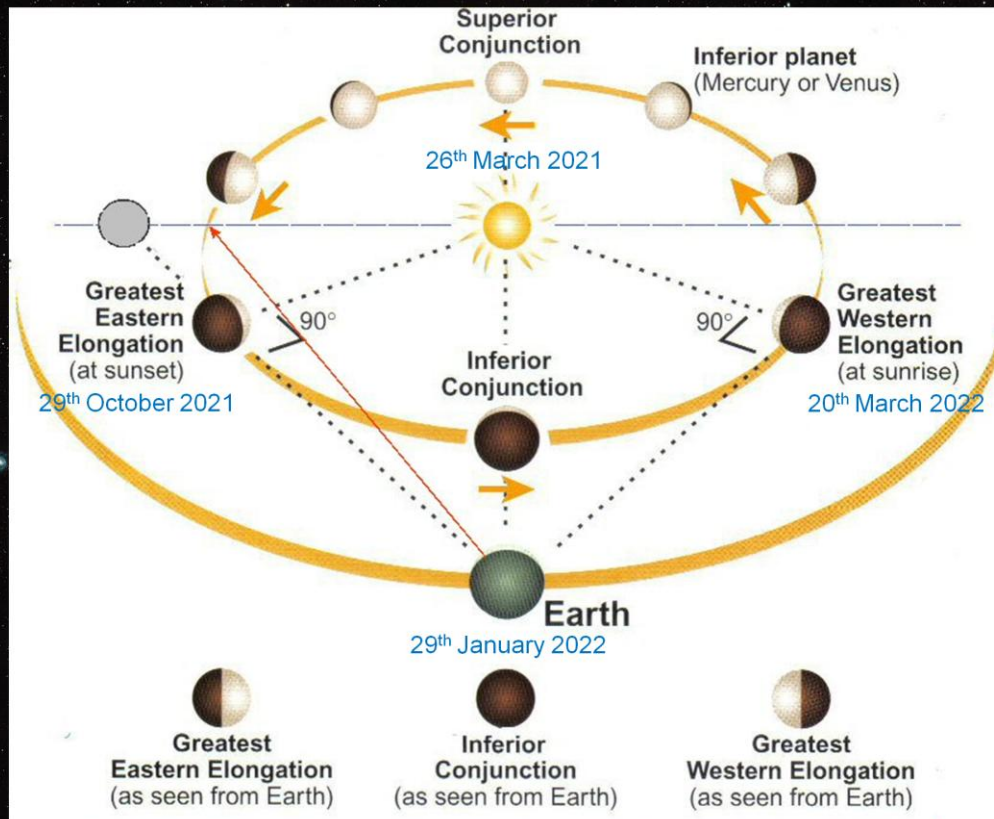 Superior
Conjunction
Inferior planet
(Mercury or Venus)
26th March 2021
Greatest
Eastern
Elongation
(at sunset)
29th October 2021
90°
Inferior
Conjunction
90°
Greatest
Western
Elongation
(at sunrise)
20th March 2022
Earth
29th January 2022
Greatest
Eastern Elongation
(as seen from Earth)
Inferior
Conjunction
(as seen from Earth)
Greatest
Western Elongation
(as seen from Earth)